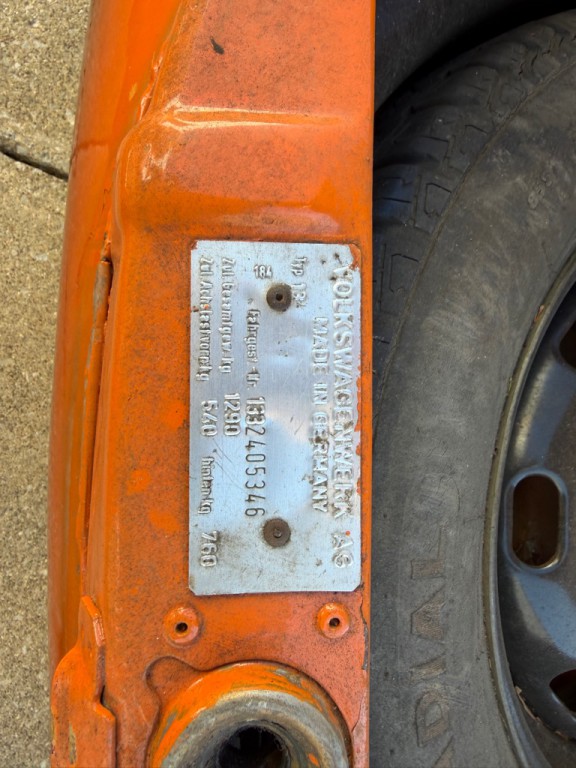 VOLKSWAGENWERK AG
MADE IN GERMANY
Typ
184
Fahrgest.-Nr. 1332405346
Zul. Gesamtgew. kg 1290
Zul. Achslast vorn kg 540 hinten kg 760